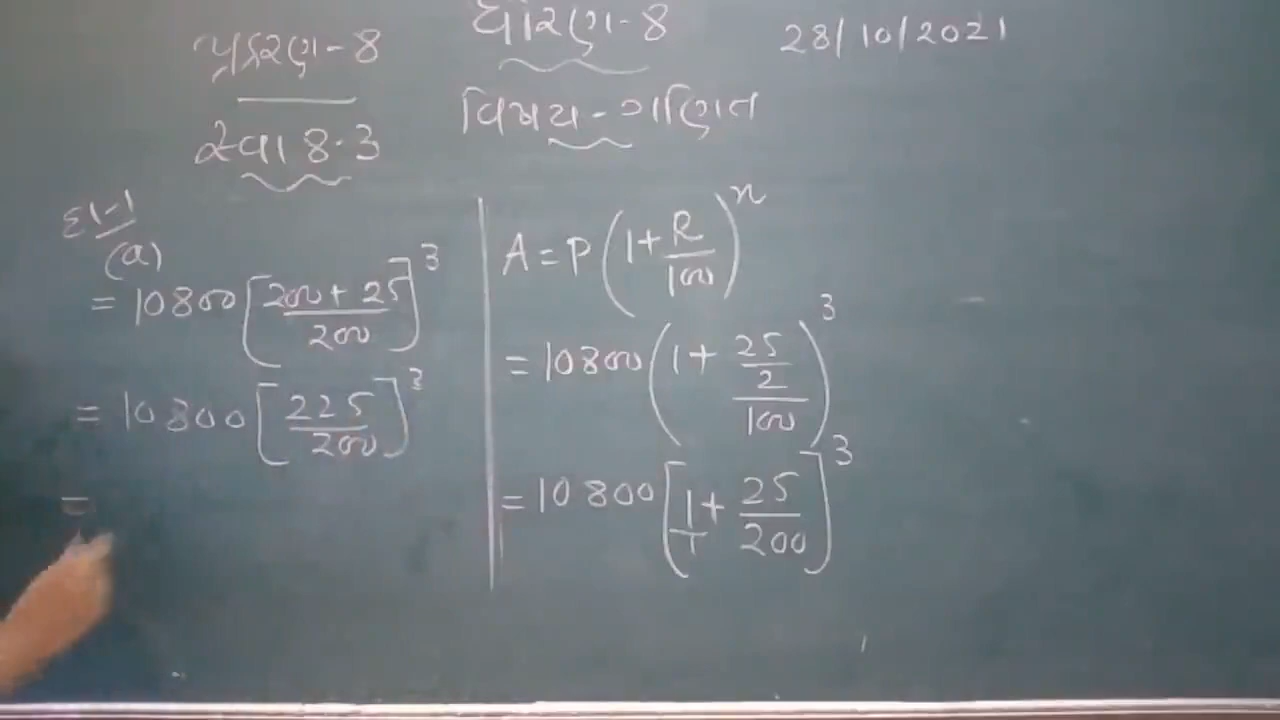 ધોરણ-8
28/10/2021
પ્રકરણ-8
વિષય-ગણિત
સ્વા 8.3
દા-1
(a)
= 10800 [(200 + 25)/200]^3
= 10800 [225/200]^3
=
A = P (1 + R/100)^n
= 10800 (1 + (25/2)/100)^3
= 10800 [1/1 + 25/200]^3